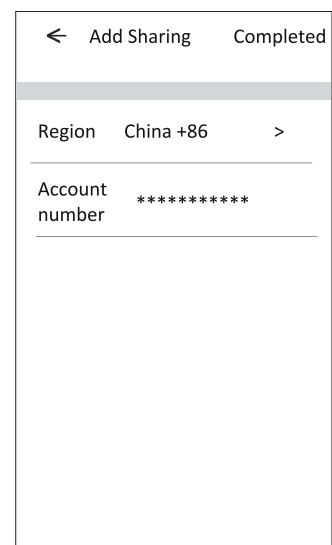 ← Add Sharing Completed
Region China +86 >
Account
number ***********